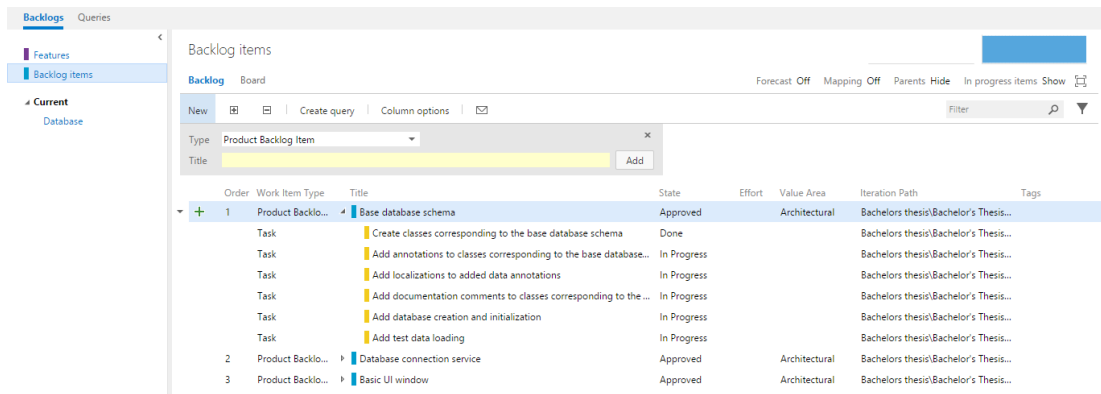 Backlogs Queries
Features
Backlog items
Current
Database
Backlog items
Backlog Board Forecast Off Mapping Off Parents Hide In progress items Show
New Create query Column options Filter
Type Product Backlog Item
Title Add
Order Work Item Type Title State Effort Value Area Iteration Path Tags
1 Product Backlo... Base database schema Approved Architectural Bachelors thesis\Bachelor's Thesis...
Task Create classes corresponding to the base database schema Done Bachelors thesis\Bachelor's Thesis...
Task Add annotations to classes corresponding to the base database... In Progress Bachelors thesis\Bachelor's Thesis...
Task Add localizations to added data annotations In Progress Bachelors thesis\Bachelor's Thesis...
Task Add documentation comments to classes corresponding to the ... In Progress Bachelors thesis\Bachelor's Thesis...
Task Add database creation and initialization In Progress Bachelors thesis\Bachelor's Thesis...
Task Add test data loading In Progress Bachelors thesis\Bachelor's Thesis...
2 Product Backlo... Database connection service Approved Architectural Bachelors thesis\Bachelor's Thesis...
3 Product Backlo... Basic UI window Approved Architectural Bachelors thesis\Bachelor's Thesis...